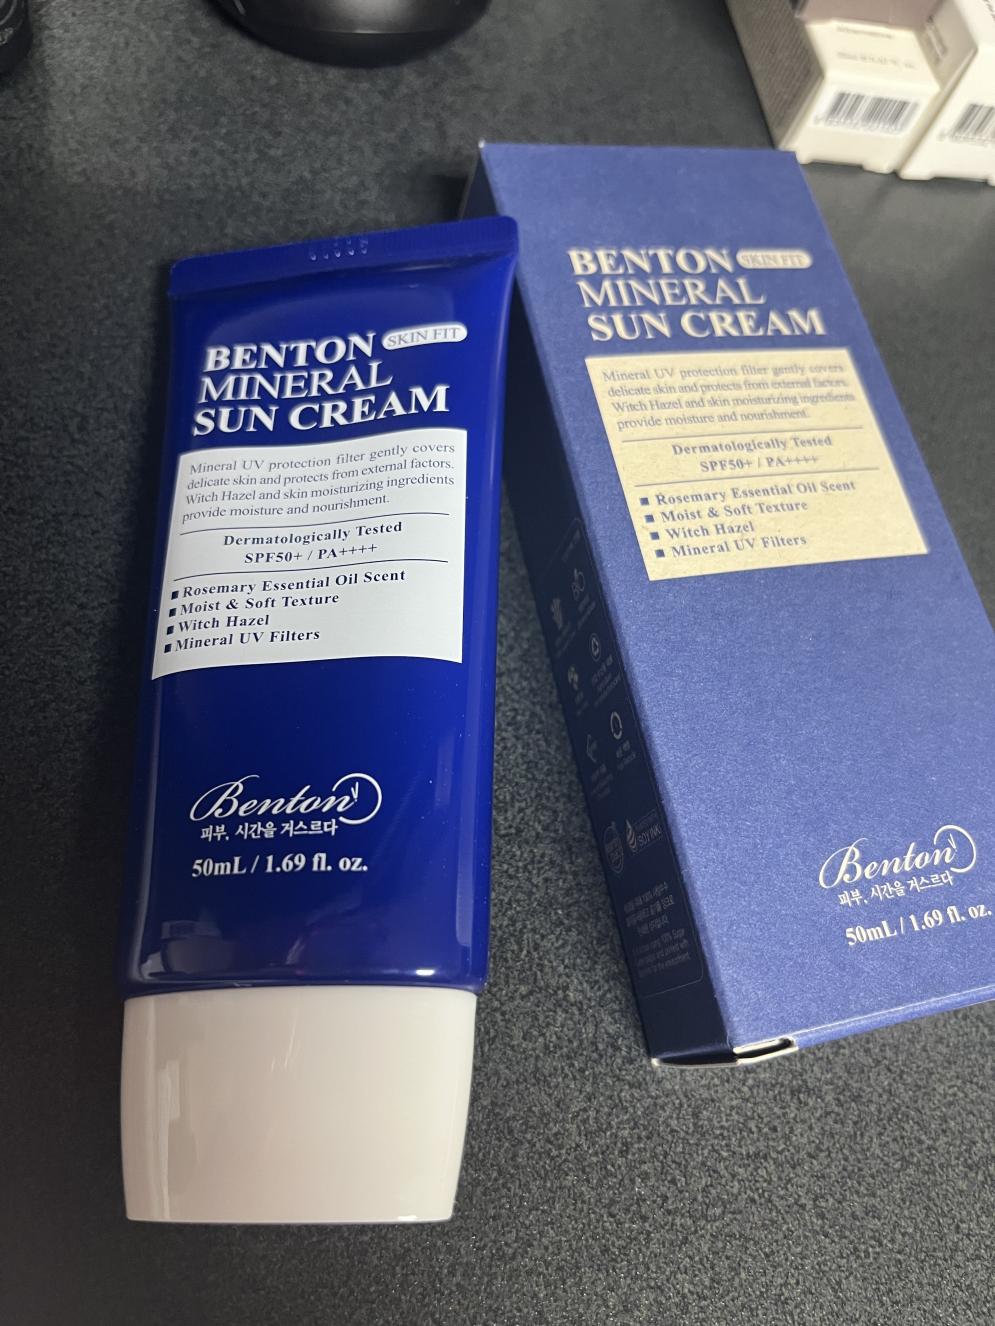 BENTON SKIN FIT
MINERAL
SUN CREAM
Mineral UV protection filter gently covers
delicate skin and protects from external factors.
Witch Hazel and skin moisturizing ingredients
provide moisture and nourishment.
Dermatologically Tested
SPF50+ / PA++++
■ Rosemary Essential Oil Scent
■ Moist & Soft Texture
■ Witch Hazel
■ Mineral UV Filters
Benton
피부, 시간을 거스르다
50mL / 1.69 fl. oz.
BENTON SKIN FIT
MINERAL
SUN CREAM
Mineral UV protection filter gently covers
delicate skin and protects from external factors.
Witch Hazel and skin moisturizing ingredients
provide moisture and nourishment.
Dermatologically Tested
SPF50+ / PA++++
■ Rosemary Essential Oil Scent
■ Moist & Soft Texture
■ Witch Hazel
■ Mineral UV Filters
Benton
피부, 시간을 거스르다
50mL / 1.69 fl. oz.
SOY INK